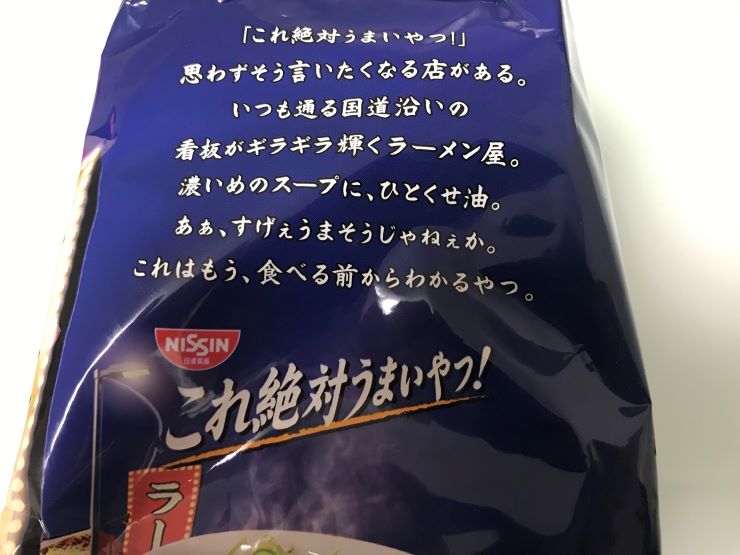 「これ絶対うまいやつ!」
思わずそう言いたくなる店がある。
いつも通る国道沿いの
看板がギラギラ輝くラーメン屋。
濃いめのスープに、ひとくせ油。
あぁ、すげぇうまそうじゃねぇか。
これはもう、食べる前からわかるやつ。
NISSIN
日清食品
これ絶対うまいやつ!
ラー